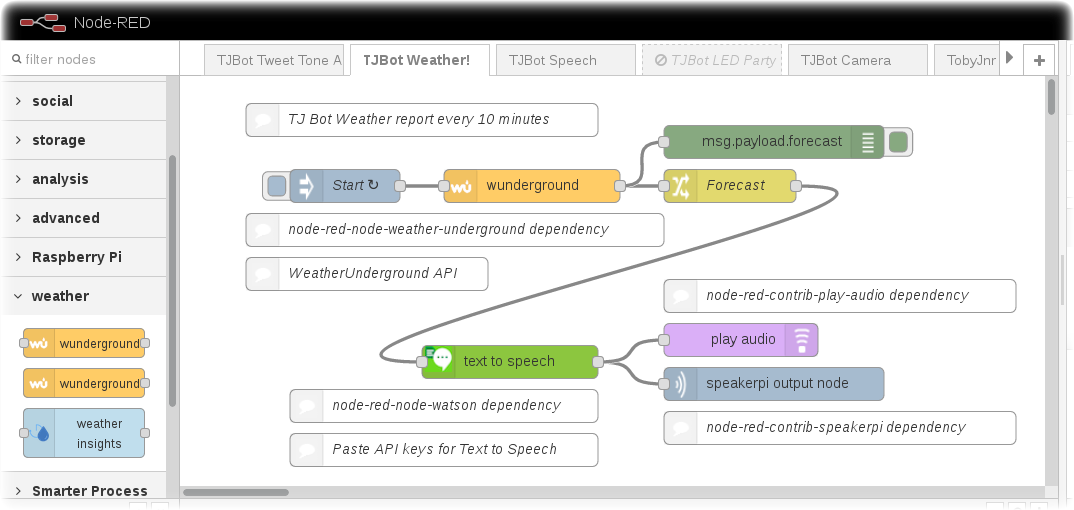 Node-RED
filter nodes
TJBot Tweet Tone A
TJBot Weather!
TJBot Speech
TJBot LED Party
TJBot Camera
TobyJnr
social
storage
analysis
advanced
Raspberry Pi
weather
wunderground
wunderground
weather
insights
Smarter Process
TJ Bot Weather report every 10 minutes
msg.payload.forecast
Start ↻
wunderground
Forecast
node-red-node-weather-underground dependency
WeatherUnderground API
node-red-contrib-play-audio dependency
play audio
text to speech
speakerpi output node
node-red-node-watson dependency
node-red-contrib-speakerpi dependency
Paste API keys for Text to Speech